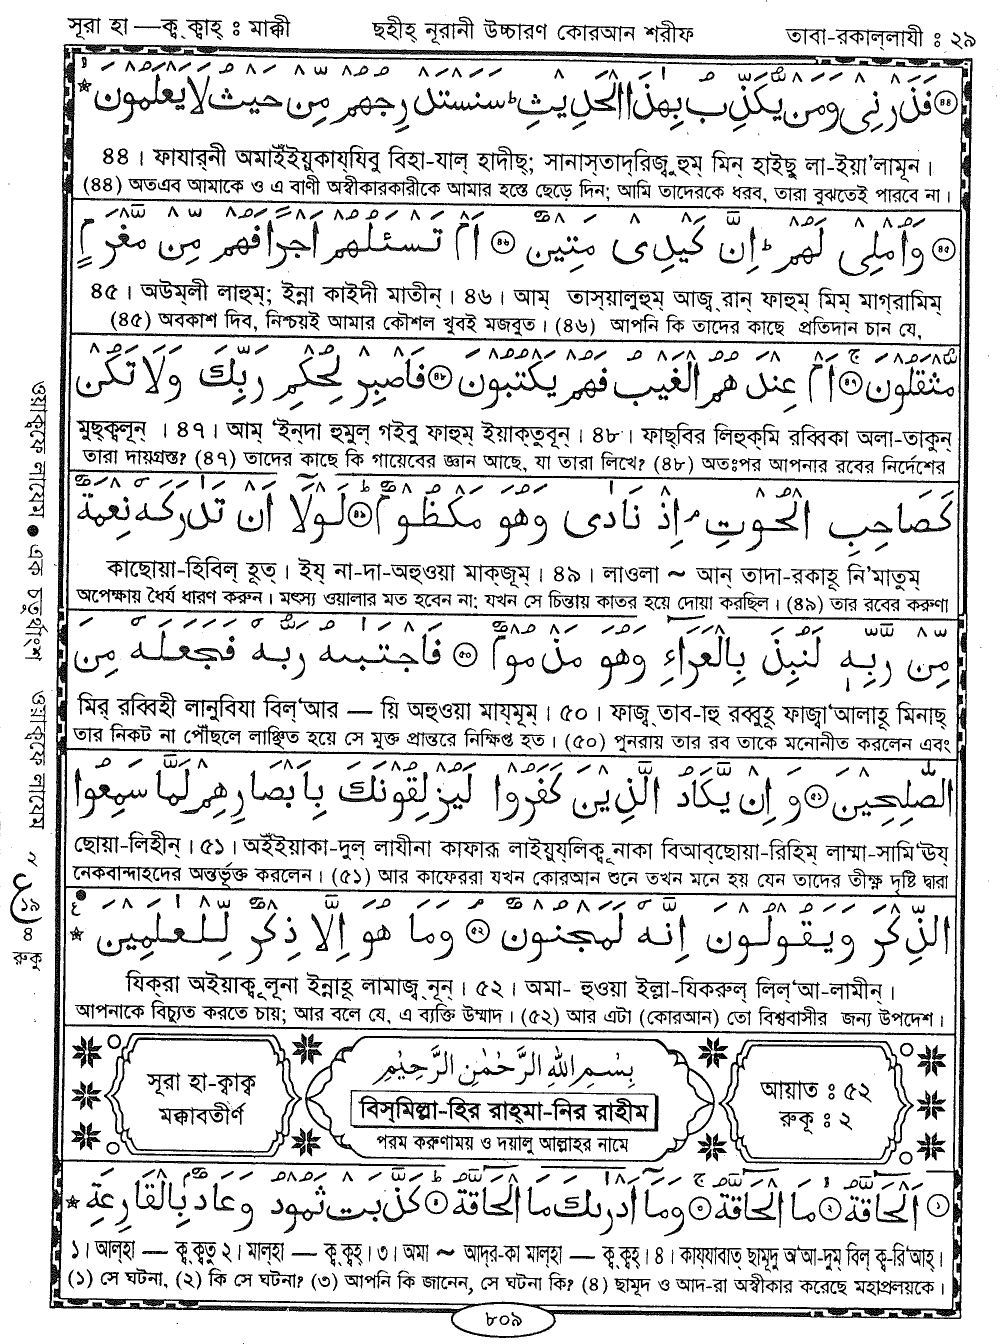 সূরা হা —ক্ব্ ক্বাহ্ : মাক্কী ছহীহ্ নূরানী উচ্চারণ কোরআন শরীফ তাবা-রকাল্লাযী : ২৯
﴿٤٤﴾ فَذَرْنِي وَمَن يُكَذِّبُ بِهَٰذَا الْحَدِيثِ ۖ سَنَسْتَدْرِجُهُم مِّنْ حَيْثُ لَا يَعْلَمُونَ
৪৪। ফাযার্‌নী অমাইঁইয়ুকায্‌যিবু বিহা-যাল্ হাদীছ্; সানাস্‌তাদ্‌রিজু্ হুম্ মিন্ হাইছু লা-ইয়া’লামূন।
(৪৪) অতএব আমাকে ও এ বাণী অস্বীকারকারীকে আমার হস্তে ছেড়ে দিন; আমি তাদেরকে ধরব, তারা বুঝতেই পারবে না।
﴿٤٥﴾ وَأُمْلِي لَهُمْ ۚ إِنَّ كَيْدِي مَتِينٌ ﴿٤٦﴾ أَمْ تَسْـَٔلُهُمْ أَجْرًا فَهُم مِّن مَّغْرَمٍ
৪৫। অউম্‌লী লাহুম্; ইন্না কাইদী মাতীন্। ৪৬। আম্ তাস্‌য়ালুহুম্ আজ্ব্ রান্ ফাহুম্ মিম্ মাগ্‌রামিম্
(৪৫) অবকাশ দিব, নিশ্চয়ই আমার কৌশল খুবই মজবুত। (৪৬) আপনি কি তাদের কাছে প্রতিদান চান যে,
مُّثْقَلُونَ ﴿٤٧﴾ أَمْ عِندَهُمُ الْغَيْبُ فَهُمْ يَكْتُبُونَ ﴿٤٨﴾ فَاصْبِرْ لِحُكْمِ رَبِّكَ وَلَا تَكُن
মুছ্‌ক্বলূন্ । ৪৭। আম্ ‘ইন্‌দা হুমুল্ গইবু ফাহুম্ ইয়াক্‌তুবূন্। ৪৮। ফাছ্‌বির্ লিহুক্‌মি রব্বিকা অলা-তাকুন্
তারা দায়গ্রস্ত? (৪৭) তাদের কাছে কি গায়েবের জ্ঞান আছে, যা তারা লিখে? (৪৮) অতঃপর আপনার রবের নির্দেশের
كَصَاحِبِ الْحُوتِ ۘ إِذْ نَادَىٰ وَهُوَ مَكْظُومٌ ﴿٤٩﴾ لَوْلَا أَن تَدَارَكَهُ نِعْمَةٌ
কাছোয়া-হিবিল্ হূত্। ইয্ না-দা-অহুওয়া মাক্‌জূম্। ৪৯। লাওলা ~ আন্ তাদা-রকাহূ নি’মাতুম্
অপেক্ষায় ধৈর্য ধারণ করুন। মৎস্য ওয়ালার মত হবেন না; যখন সে চিন্তায় কাতর হয়ে দোয়া করছিল। (৪৯) তার রবের করুণা
مِّن رَّبِّهِ لَنُبِذَ بِالْعَرَاءِ وَهُوَ مَذْمُومٌ ﴿٥٠﴾ فَاجْتَبَاهُ رَبُّهُ فَجَعَلَهُ مِنَ
মির্ রব্বিহী লানুবিযা বিল্‘আর — য়ি অহুওয়া মায্‌মূম্। ৫০। ফাজ্ব্ তাব-হু রব্বুহূ ফাজ্বা‘আলাহূ মিনাছ্
তার নিকট না পৌঁছলে লাঞ্ছিত হয়ে সে মুক্ত প্রান্তরে নিক্ষিপ্ত হত। (৫০) পুনরায় তার রব তাকে মনোনীত করলেন এবং
الصَّالِحِينَ ﴿٥١﴾ وَإِن يَكَادُ الَّذِينَ كَفَرُوا لَيُزْلِقُونَكَ بِأَبْصَارِهِمْ لَمَّا سَمِعُوا
ছোয়া-লিহীন্। ৫১। অইঁইয়াকা-দুল্ লাযীনা কাফারূ লাইয়ুয্‌লিক্বূ নাকা বিআব্‌ছোয়া-রিহিম্ লাম্মা-সামি‘ঊয্
নেকবান্দাহদের অন্তর্ভুক্ত করলেন। (৫১) আর কাফেররা যখন কোরআন শুনে তখন মনে হয় যেন তাদের তীক্ষ্ণ দৃষ্টি দ্বারা
الذِّكْرَ وَيَقُولُونَ إِنَّهُ لَمَجْنُونٌ ﴿٥٢﴾ وَمَا هُوَ إِلَّا ذِكْرٌ لِّلْعَالَمِينَ
যিক্‌রা অইয়াক্বূ লূনা ইন্নাহূ লামাজ্ব্ নূন্। ৫২। অমা- হুওয়া ইল্লা-যিকরুল্ লিল্‘আ-লামীন্।
আপনাকে বিচ্যুত করতে চায়; আর বলে যে, এ ব্যক্তি উম্মাদ। (৫২) আর এটা (কোরআন) তো বিশ্ববাসীর জন্য উপদেশ।
ওয়াক্বফে লাযেম ● এক চতুর্থাংশ ওয়াক্বফে লাযেম
রুকূ
সূরা হা-ক্বাক্ব
মক্কাবতীর্ণ
بِسْمِ اللَّهِ الرَّحْمَٰنِ الرَّحِيمِ
বিস্‌মিল্লা-হির রাহ্‌মা-নির রাহীম
পরম করুণাময় ও দয়ালু আল্লাহর নামে
আয়াত : ৫২
রুকূ : ২
﴿١﴾ الْحَاقَّةُ ﴿٢﴾ مَا الْحَاقَّةُ ﴿٣﴾ وَمَا أَدْرَاكَ مَا الْحَاقَّةُ ﴿٤﴾ كَذَّبَتْ ثَمُودُ وَعَادٌ بِالْقَارِعَةِ
১। আল্‌হা — ক্ব্ ক্বতু ২। মাল্‌হা — ক্ব্ ক্বহ্। ৩। অমা ~ আদ্‌র-কা মাল্‌হা — ক্ব্ ক্বহ্। ৪। কায্‌যাবাত্ ছামূদু অ‘আ-দুম্ বিল্ ক্ব-রি‘আহ্।
(১) সে ঘটনা, (২) কি সে ঘটনা? (৩) আপনি কি জানেন, সে ঘটনা কি? (৪) ছামূদ ও আদ-রা অস্বীকার করেছে মহাপ্রলয়কে।
৮০৯